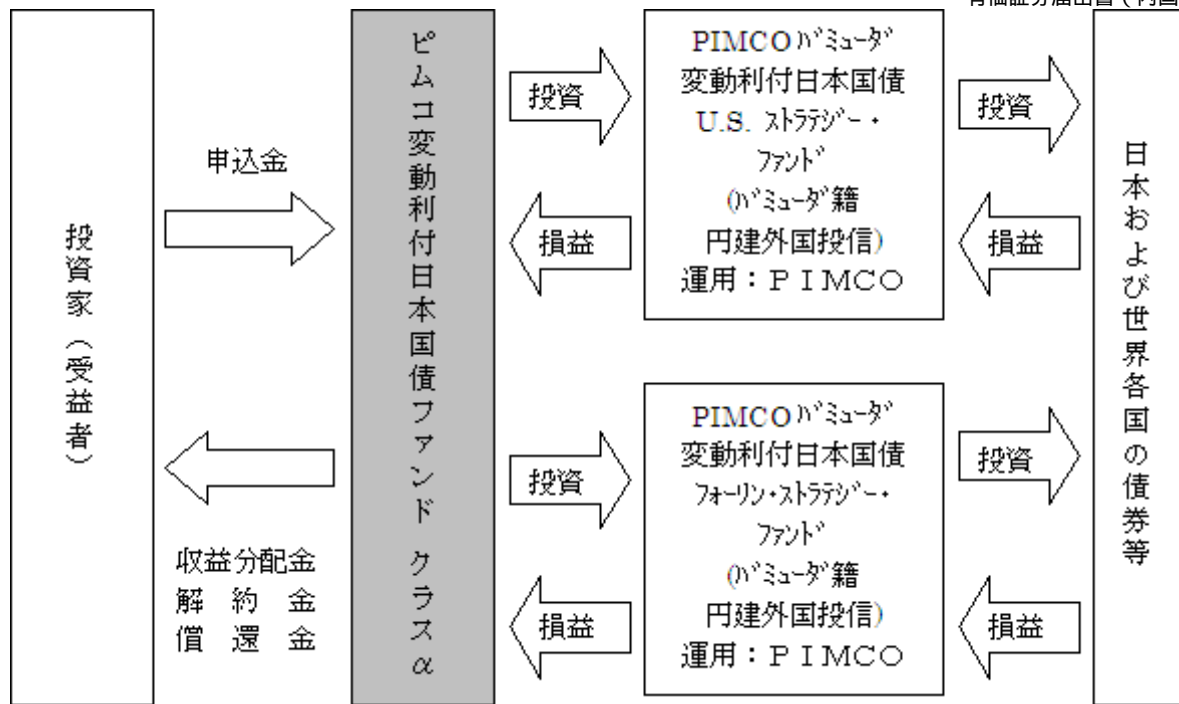 有価証券届出書（内国
投資家（受益者）
申込金
収益分配金
解約金
償還金
ピムコ変動利付日本国債ファンド クラスα
投資
損益
PIMCOﾊﾞﾐｭｰﾀﾞ
変動利付日本国債
U.S. ｽﾄﾗﾃｼﾞｰ・
ﾌｧﾝﾄﾞ
(ﾊﾞﾐｭｰﾀﾞ籍
円建外国投信)
運用：ＰＩＭＣＯ
投資
損益
投資
損益
PIMCOﾊﾞﾐｭｰﾀﾞ
変動利付日本国債
ﾌｫｰﾘﾝ・ｽﾄﾗﾃｼﾞｰ・
ﾌｧﾝﾄﾞ
(ﾊﾞﾐｭｰﾀﾞ籍
円建外国投信)
運用：ＰＩＭＣＯ
投資
損益
日本および世界各国の債券等